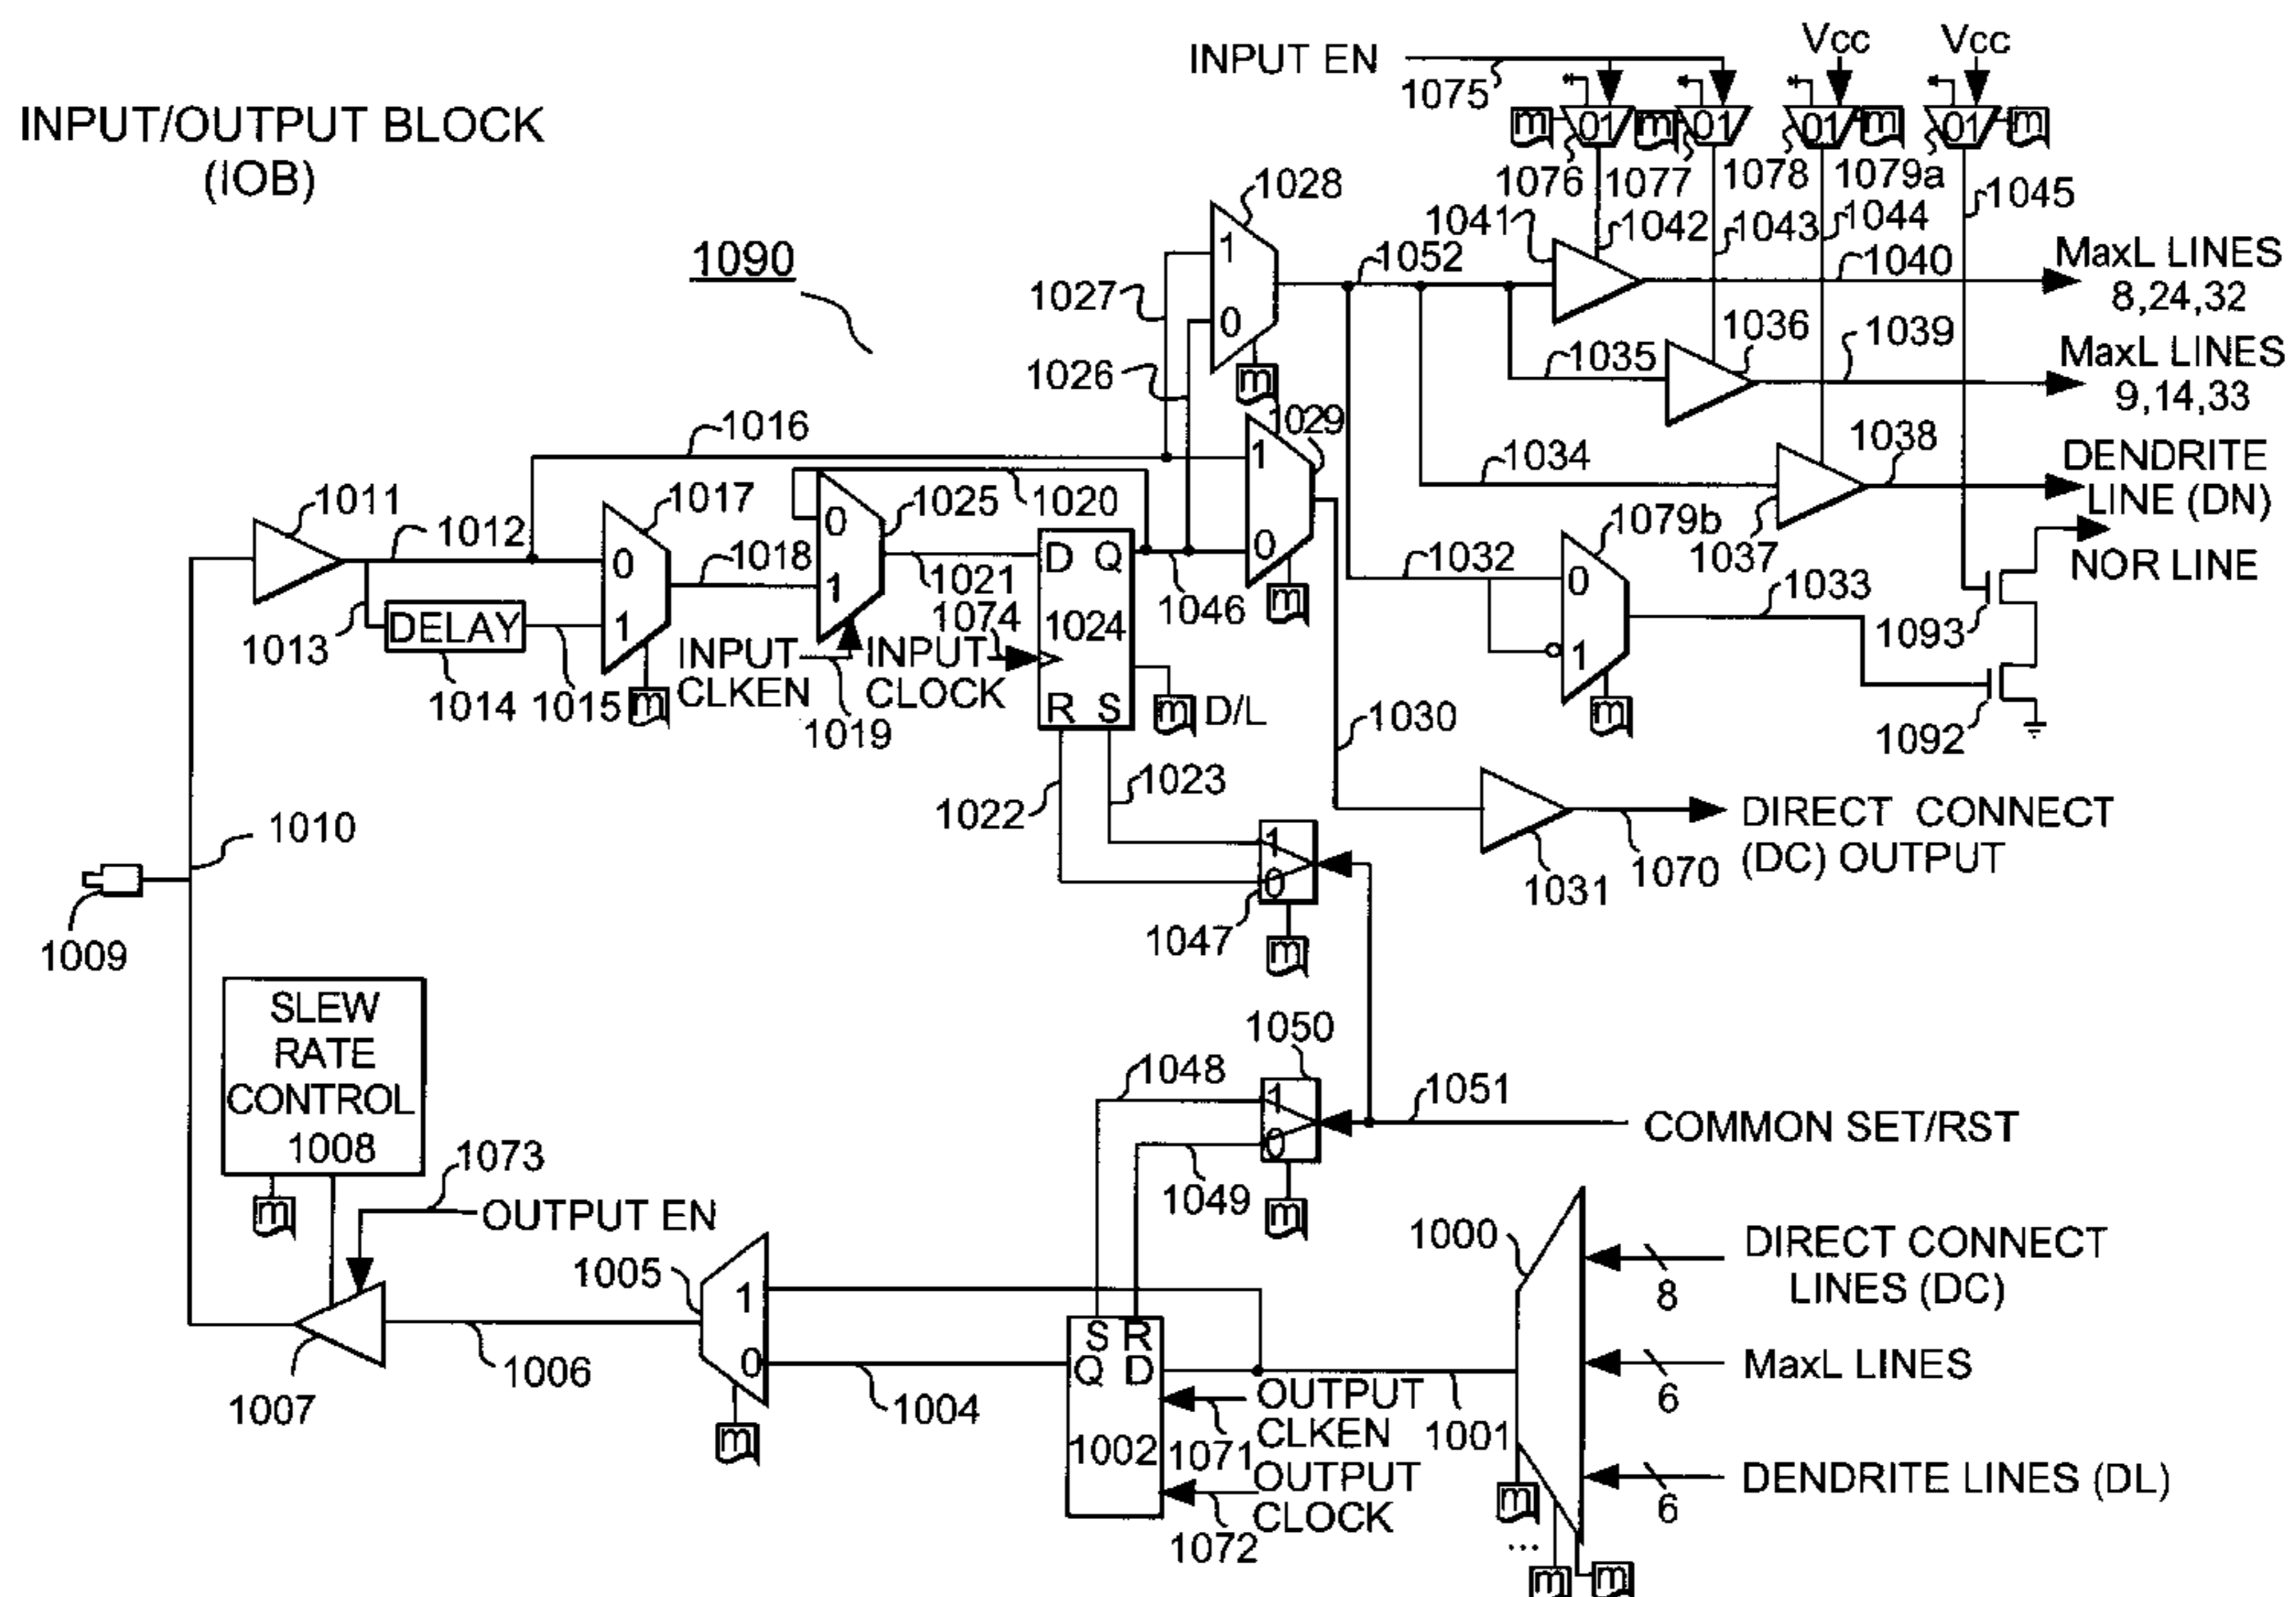 INPUT/OUTPUT BLOCK
(IOB)
1090
INPUT EN
1075
Vcc
Vcc
m
01
m
01
01
m
01
m
1076
1077
1078
1079a
1045
1028
1
0
m
1027
1026
1052
1041
1042
1043
1044
1040
MaxL LINES
8,24,32
1035
1036
1039
MaxL LINES
9,14,33
1034
1037
1038
DENDRITE
LINE (DN)
1032
1079b
0
1
m
1033
1093
1092
NOR LINE
1016
1011
1012
1013
DELAY
1014
1015
1017
0
1
m
1018
1020
1025
0
1
INPUT
CLKEN
1019
1021
1074
INPUT
CLOCK
D Q
1024
R S
m D/L
1046
1029
1
0
m
1030
1022
1023
1
0
1047
m
1031
1070
DIRECT CONNECT
(DC) OUTPUT
1010
1009
SLEW
RATE
CONTROL
1008
m
1073
OUTPUT EN
1007
1006
1005
1
0
m
1004
1048
1049
1050
1
0
m
1051
COMMON SET/RST
S R
Q D
1002
OUTPUT
CLKEN
1071
OUTPUT
CLOCK
1072
1001
1000
m
...
m
m
8
DIRECT CONNECT
LINES (DC)
6
MaxL LINES
6
DENDRITE LINES (DL)